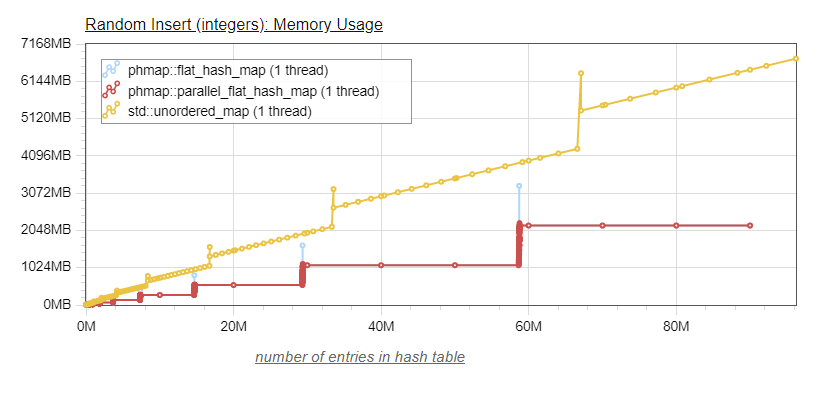 Random Insert (integers): Memory Usage
7168MB
6144MB
5120MB
4096MB
3072MB
2048MB
1024MB
0MB
phmap::flat_hash_map (1 thread)
phmap::parallel_flat_hash_map (1 thread)
std::unordered_map (1 thread)
0M 20M 40M 60M 80M
number of entries in hash table